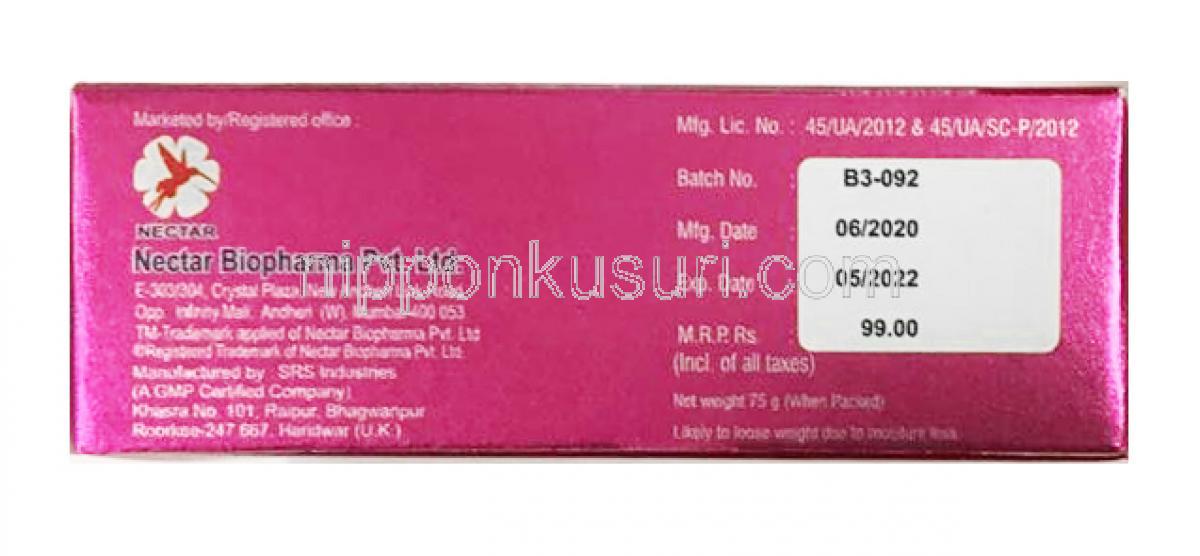 Marketed by/Registered office :
NECTAR
Nectar Biopharma Pvt. Ltd.
E-303/304, Crystal Plaza, New Link Road,
Opp. Infinity Mall, Andheri (W), Mumbai-400 053
TM-Trademark applied of Nectar Biopharma Pvt. Ltd
©Registered Trademark of Nectar Biopharma Pvt. Ltd.
Manufactured by : SRS Industries
(A GMP Certified Company)
Khasra No. 101, Raipur, Bhagwanpur
Roorkee-247 667, Haridwar (U.K.)
Mfg. Lic. No. : 45/UA/2012 & 45/UA/SC-P/2012
Batch No. : B3-092
Mfg. Date : 06/2020
Exp. Date : 05/2022
M.R.P. Rs. 99.00
(Incl. of all taxes)
Net weight 75 g (When Packed)
Likely to loose weight due to moisture loss.
nipponkusuri.com